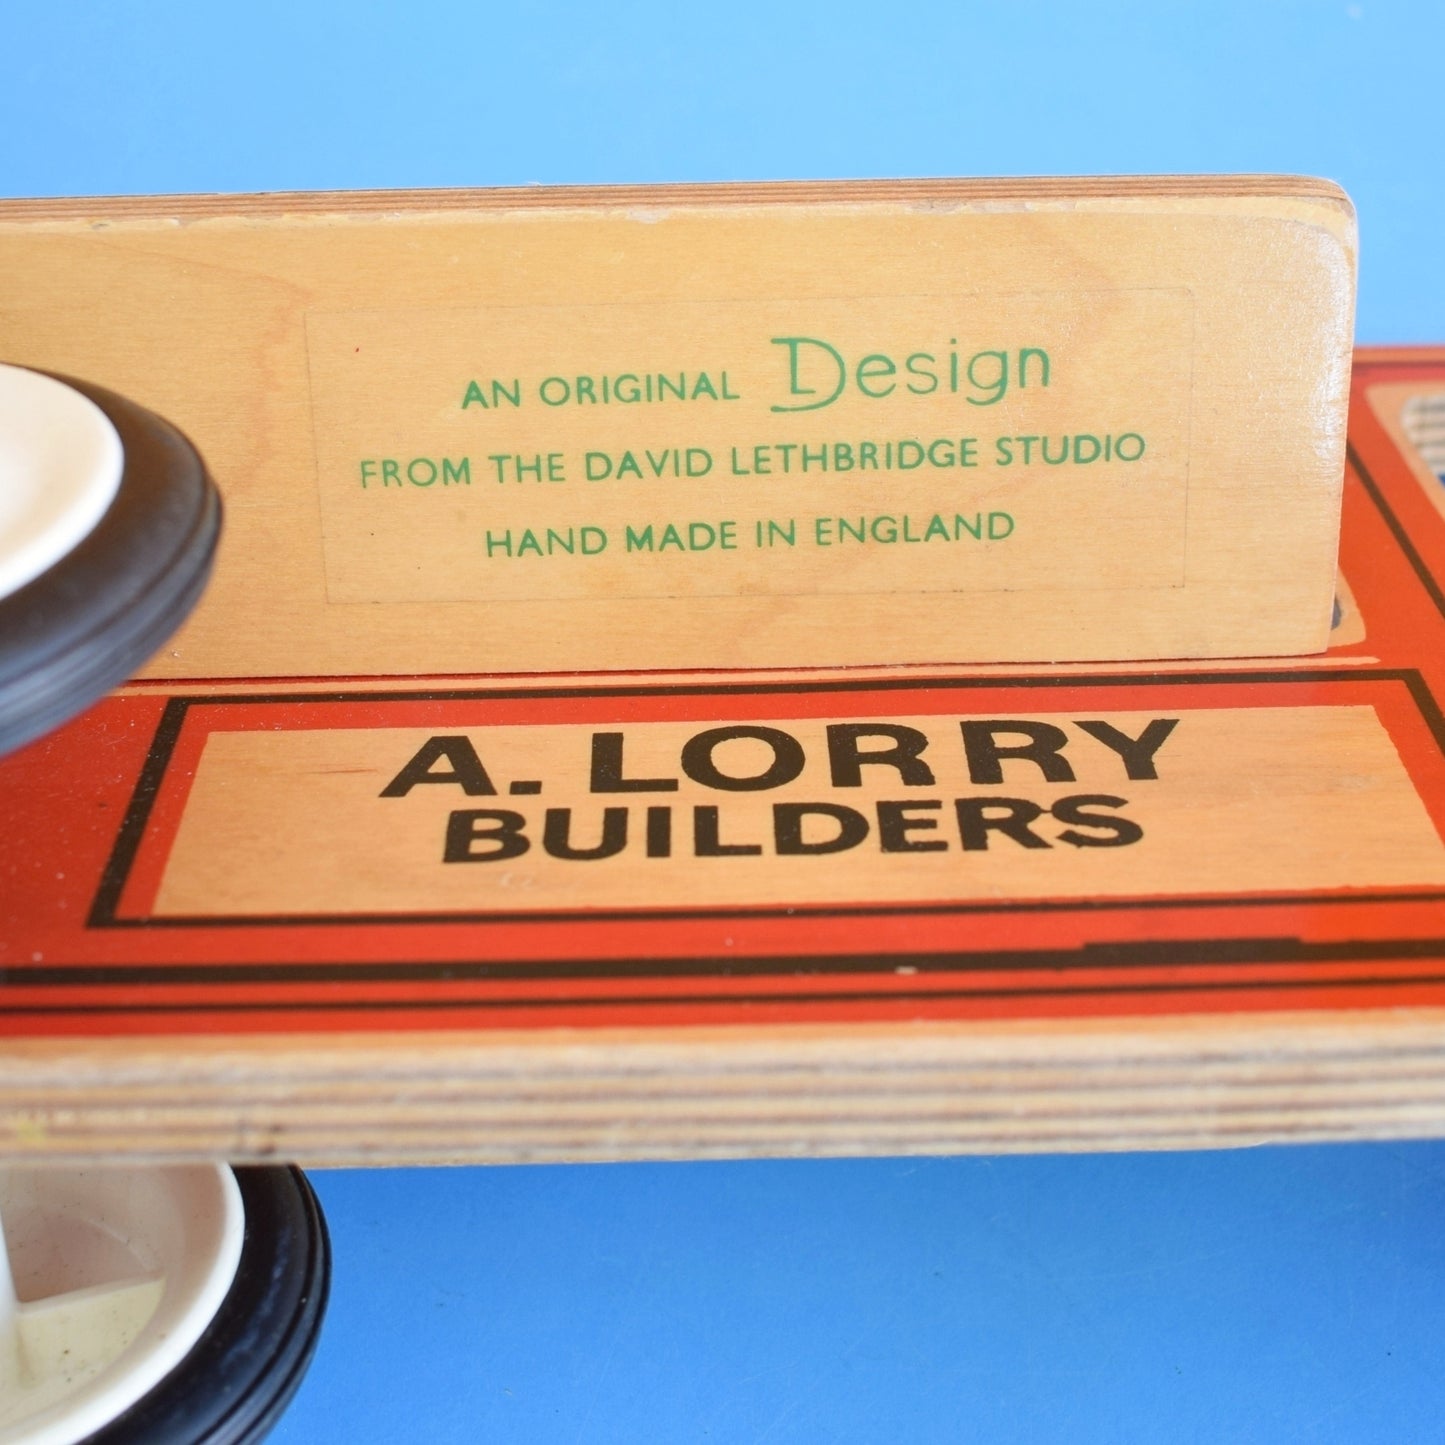 AN ORIGINAL Design
FROM THE DAVID LETHBRIDGE STUDIO
HAND MADE IN ENGLAND
A. LORRY
BUILDERS